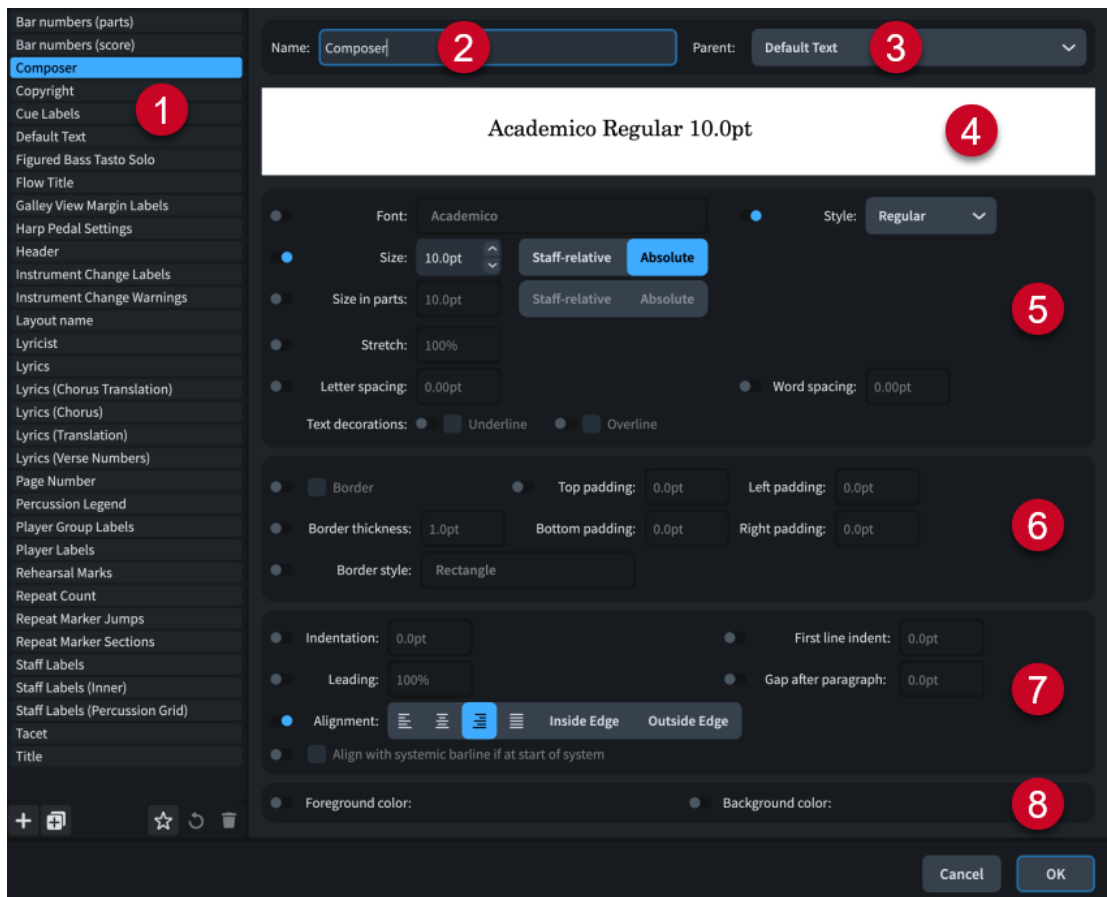 Bar numbers (parts)
Bar numbers (score)
Composer
Copyright
Cue Labels
Default Text
Figured Bass Tasto Solo
Flow Title
Galley View Margin Labels
Harp Pedal Settings
Header
Instrument Change Labels
Instrument Change Warnings
Layout name
Lyricist
Lyrics
Lyrics (Chorus Translation)
Lyrics (Chorus)
Lyrics (Translation)
Lyrics (Verse Numbers)
Page Number
Percussion Legend
Player Group Labels
Player Labels
Rehearsal Marks
Repeat Count
Repeat Marker Jumps
Repeat Marker Sections
Staff Labels
Staff Labels (Inner)
Staff Labels (Percussion Grid)
Tacet
Title
1
Name: Composer 2 Parent: Default Text 3
Academico Regular 10.0pt 4
Font: Academico Style: Regular
Size: 10.0pt Staff-relative Absolute
Size in parts: 10.0pt Staff-relative Absolute
5
Stretch: 100%
Letter spacing: 0.00pt Word spacing: 0.00pt
Text decorations: Underline Overline
Border Top padding: 0.0pt Left padding: 0.0pt
Border thickness: 1.0pt Bottom padding: 0.0pt Right padding: 0.0pt 6
Border style: Rectangle
Indentation: 0.0pt First line indent: 0.0pt
Leading: 100% Gap after paragraph: 0.0pt
7
Alignment: Inside Edge Outside Edge
Align with systemic barline if at start of system
Foreground color: Background color: 8
Cancel OK